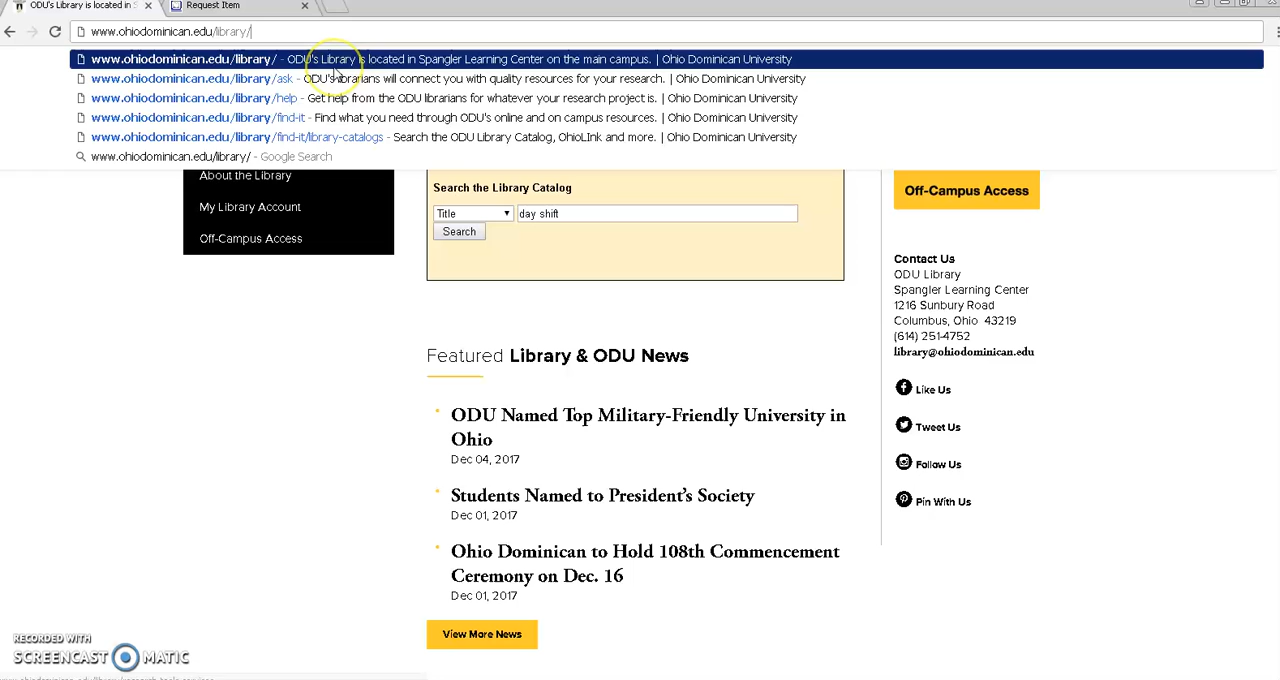 ODU's Library is located in S
Request Item
www.ohiodominican.edu/library/
www.ohiodominican.edu/library/ - ODU's Library is located in Spangler Learning Center on the main campus. | Ohio Dominican University
www.ohiodominican.edu/library/ask - ODU's librarians will connect you with quality resources for your research. | Ohio Dominican University
www.ohiodominican.edu/library/help - Get help from the ODU librarians for whatever your research project is. | Ohio Dominican University
www.ohiodominican.edu/library/find-it - Find what you need through ODU's online and on campus resources. | Ohio Dominican University
www.ohiodominican.edu/library/find-it/library-catalogs - Search the ODU Library Catalog, OhioLInk and more. | Ohio Dominican University
www.ohiodominican.edu/library/ - Google Search
About the Library
My Library Account
Off-Campus Access
Search the Library Catalog
Title day shift
Search
Featured Library & ODU News
ODU Named Top Military-Friendly University in
Ohio
Dec 04, 2017
Students Named to President's Society
Dec 01, 2017
Ohio Dominican to Hold 108th Commencement
Ceremony on Dec. 16
Dec 01, 2017
View More News
Off-Campus Access
Contact Us
ODU Library
Spangler Learning Center
1216 Sunbury Road
Columbus, Ohio 43219
(614) 251-4752
library@ohiodominican.edu
Like Us
Tweet Us
Follow Us
Pin With Us
RECORDED WITH
SCREENCAST MATIC